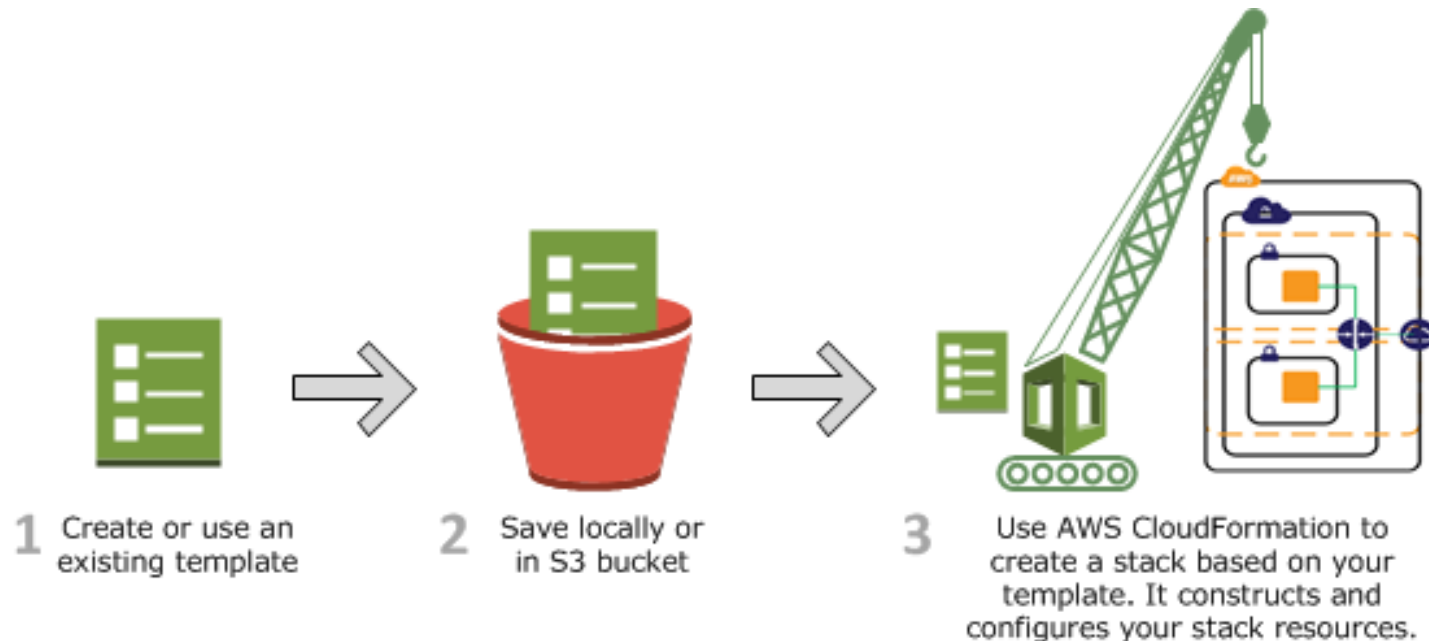 AWS
1 Create or use an
existing template
2 Save locally or
in S3 bucket
3 Use AWS CloudFormation to
create a stack based on your
template. It constructs and
configures your stack resources.